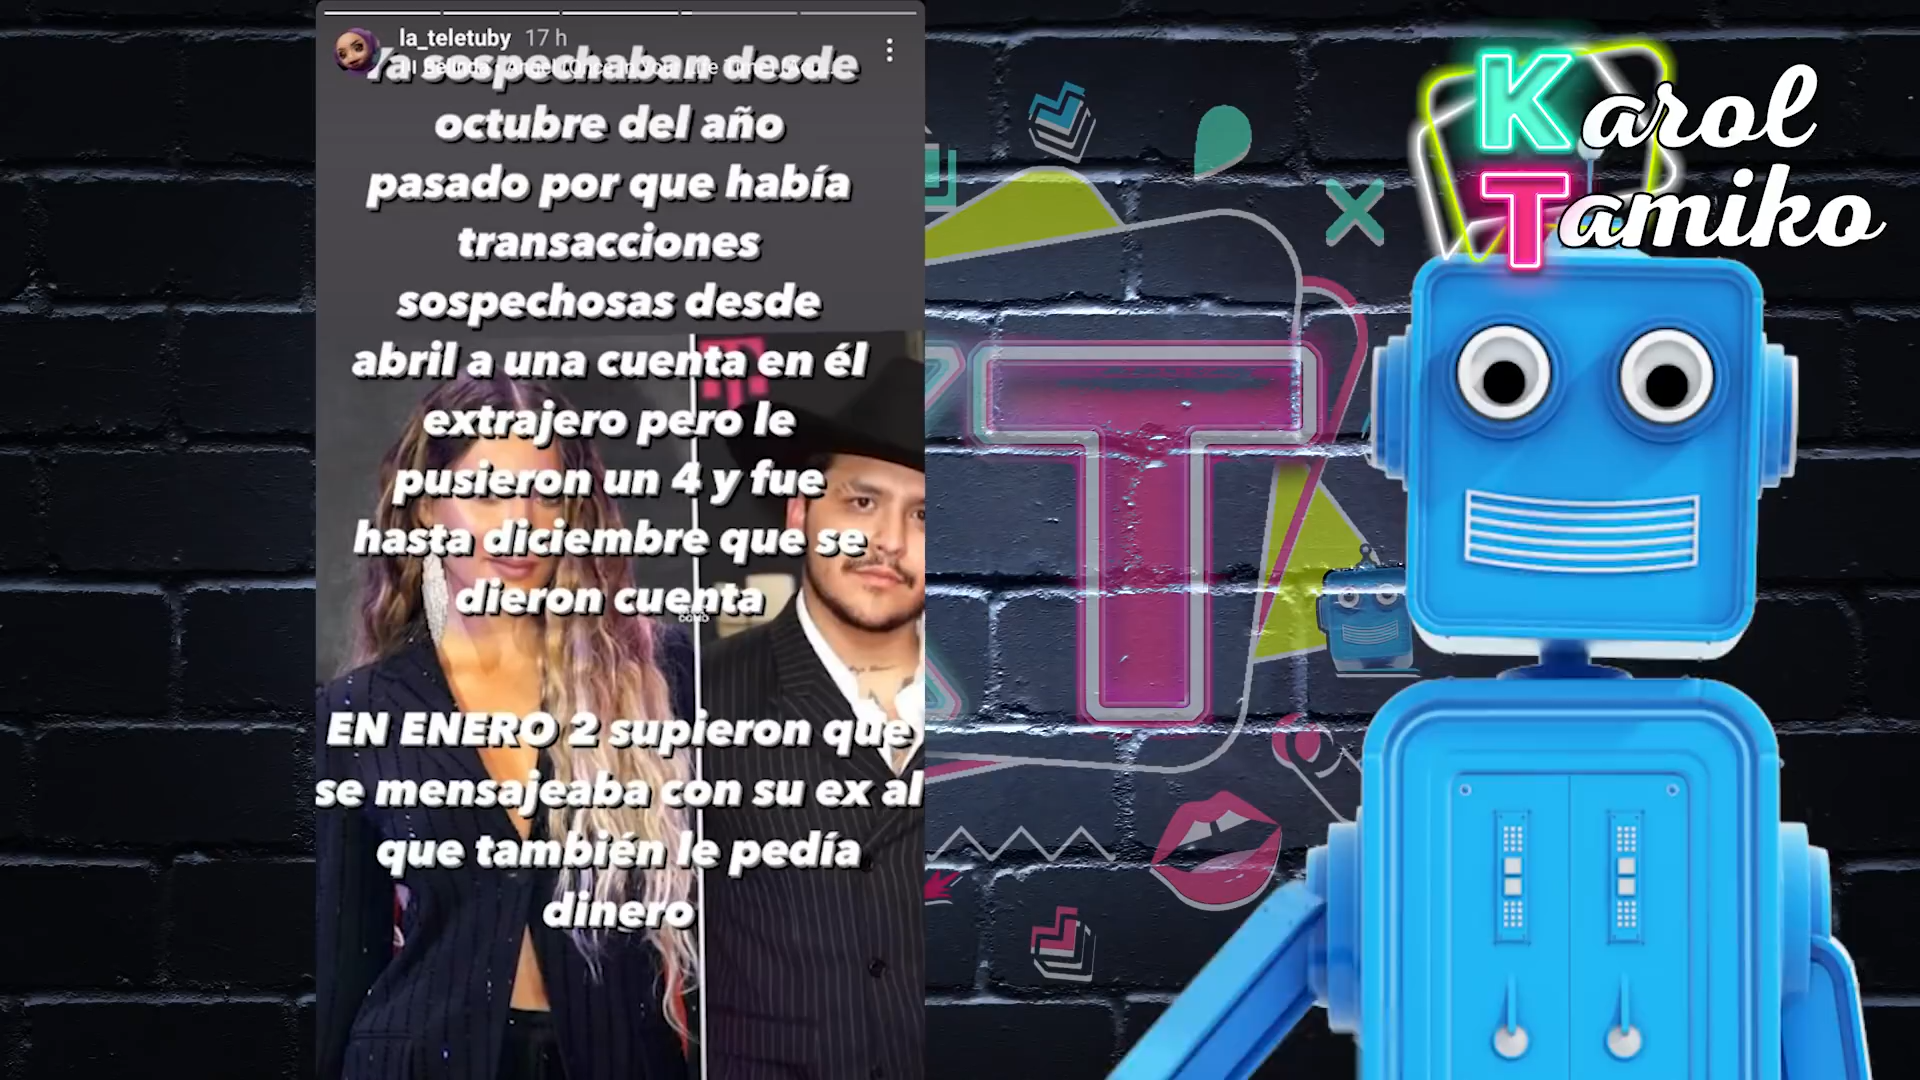 la_teletuby 17 h
Ya sospechaban desde
octubre del año
pasado por que había
transacciones
sospechosas desde
abril a una cuenta en él
extrajero pero le
pusieron un 4 y fue
hasta diciembre que se
dieron cuenta
COMO
EN ENERO 2 supieron que
se mensajeaba con su ex al
que también le pedía
dinero
Karol
Tamiko
T